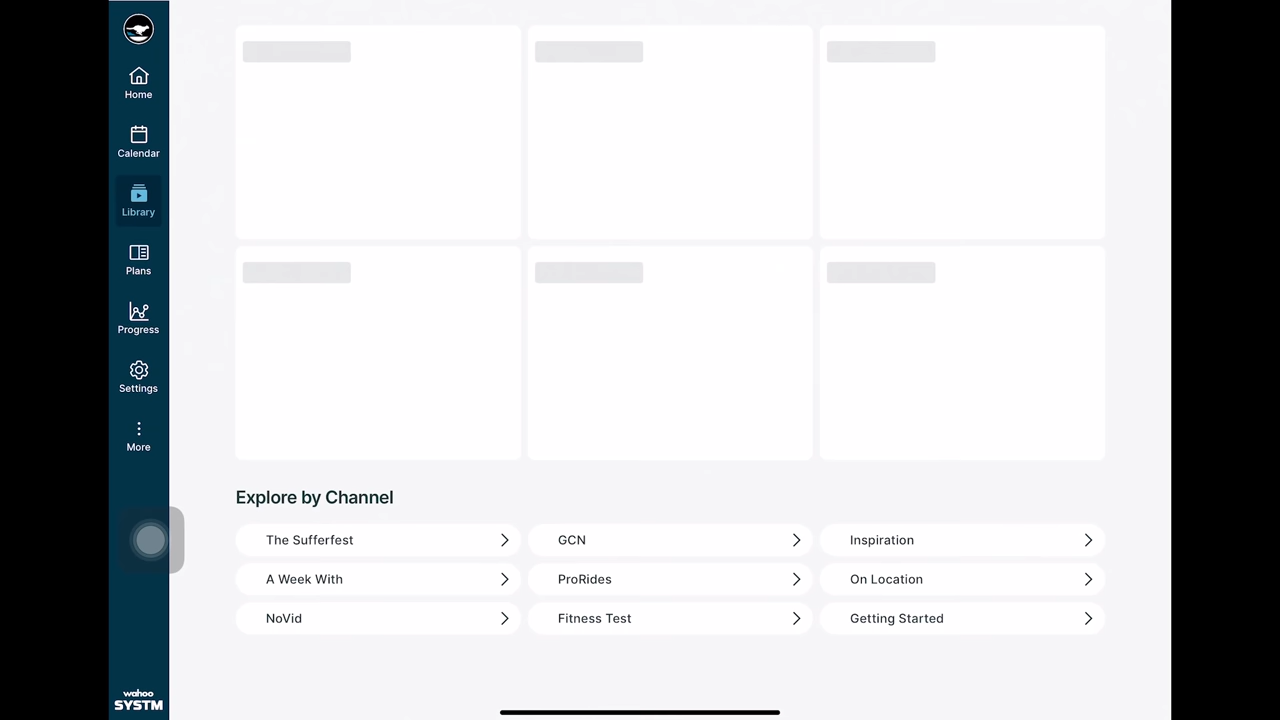 Home
Calendar
Library
Plans
Progress
Settings
More
wahoo
SYSTM
Explore by Channel
The Sufferfest
GCN
Inspiration
A Week With
ProRides
On Location
NoVid
Fitness Test
Getting Started